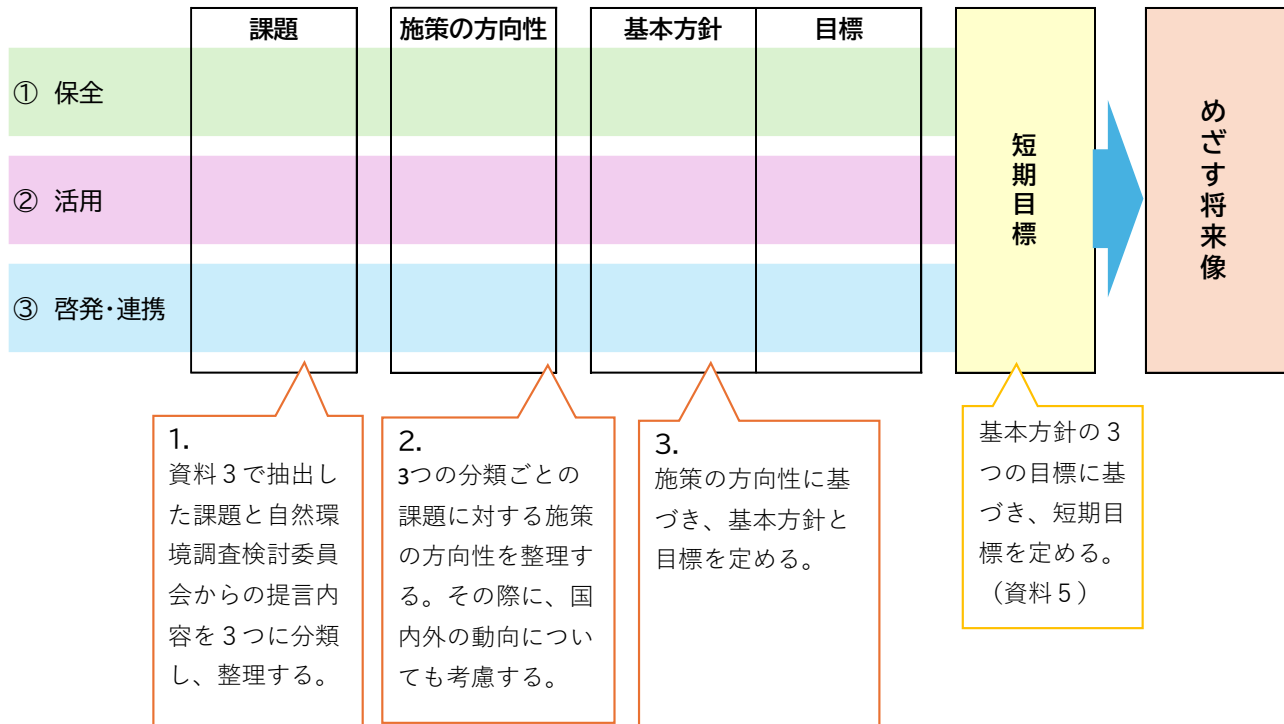 課題
施策の方向性
基本方針
目標
① 保全
② 活用
③ 啓発・連携
短期目標
めざす将来像
1.
資料３で抽出し
た課題と自然環
境調査検討委員
会からの提言内
容を３つに分類
し、整理する。
2.
3つの分類ごとの
課題に対する施策
の方向性を整理す
る。その際に、国
内外の動向につい
ても考慮する。
3.
施策の方向性に基
づき、基本方針と
目標を定める。
基本方針の３
つの目標に基
づき、短期目
標を定める。
（資料５）